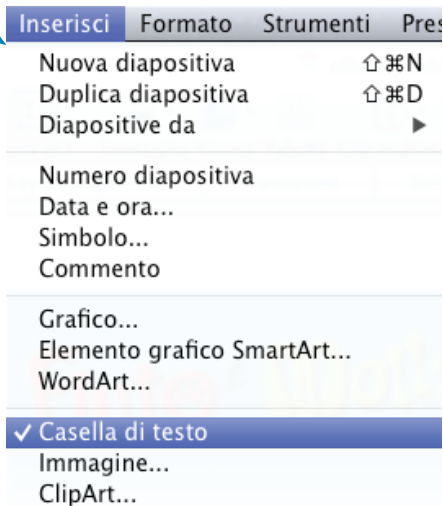 Inserisci Formato Strumenti Pres
Nuova diapositiva ⇧⌘N
Duplica diapositiva ⇧⌘D
Diapositive da ▶
Numero diapositiva
Data e ora...
Simbolo...
Commento
Grafico...
Elemento grafico SmartArt...
WordArt...
✓ Casella di testo
Immagine...
ClipArt...